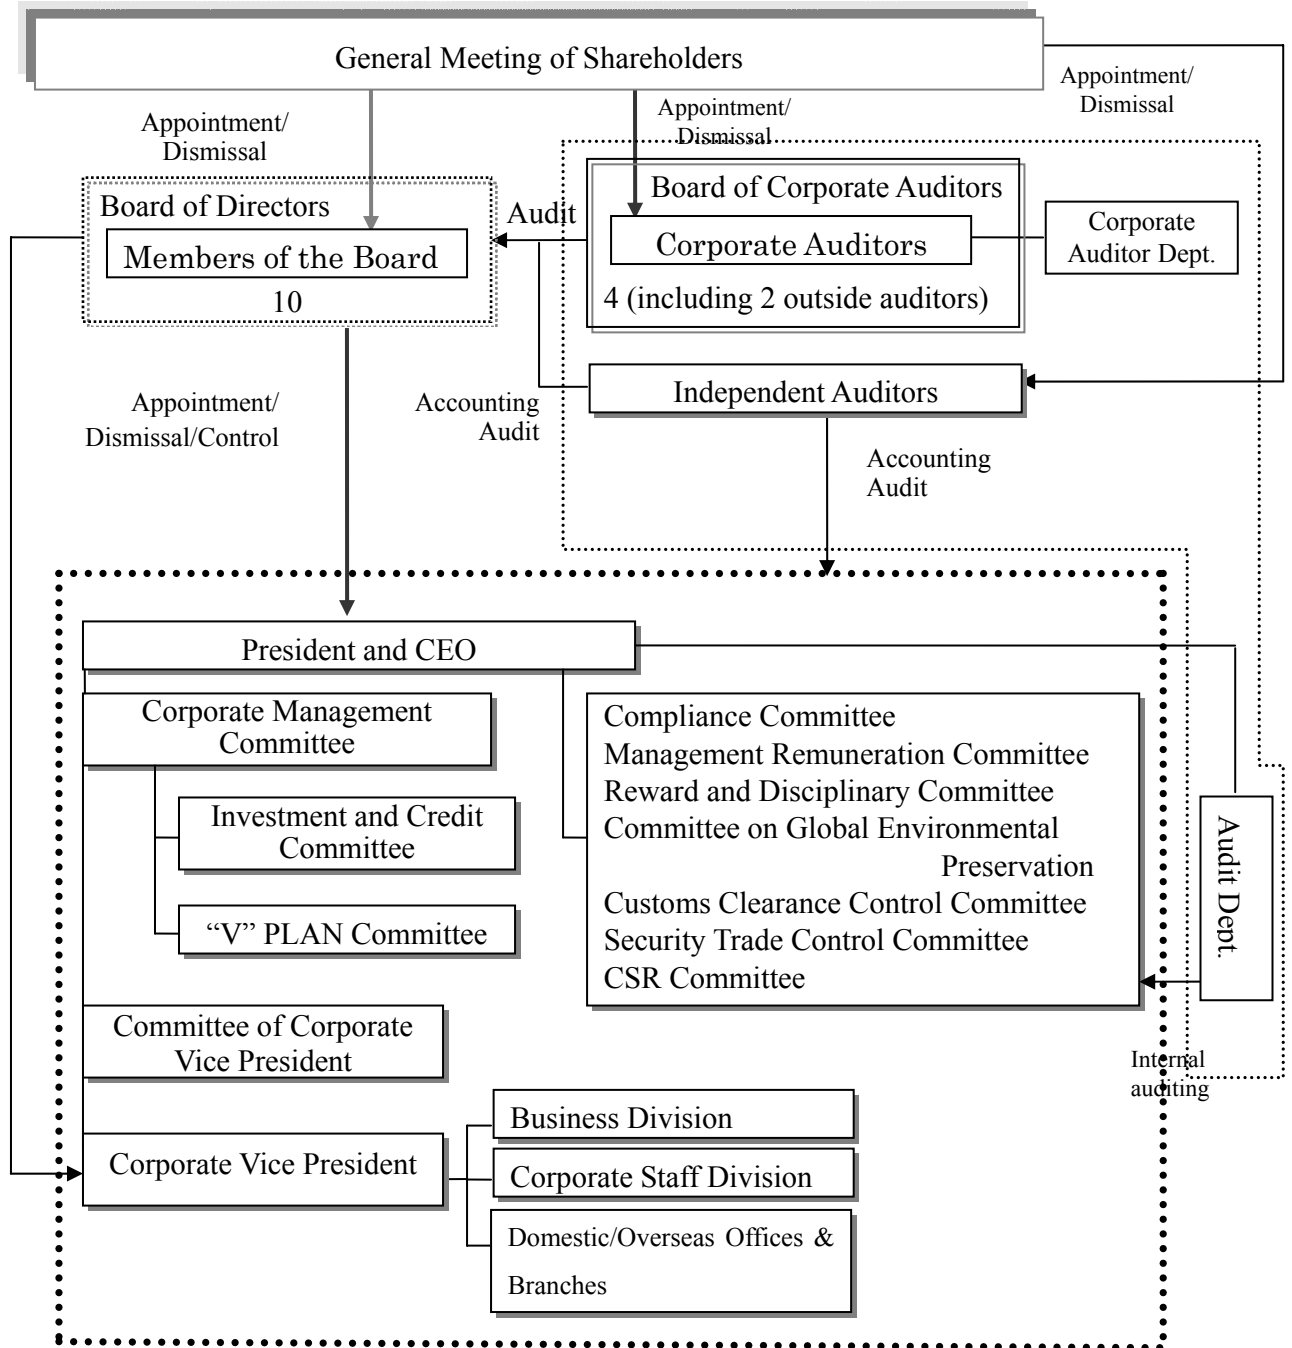 General Meeting of Shareholders
Appointment/
Dismissal
Appointment/
Dismissal
Appointment/
Dismissal
Board of Directors
Members of the Board
10
Audit
Board of Corporate Auditors
Corporate Auditors
4 (including 2 outside auditors)
Corporate
Auditor Dept.
Independent Auditors
Appointment/
Dismissal/Control
Accounting
Audit
Accounting
Audit
President and CEO
Corporate Management
Committee
Investment and Credit
Committee
“V” PLAN Committee
Compliance Committee
Management Remuneration Committee
Reward and Disciplinary Committee
Committee on Global Environmental
Preservation
Customs Clearance Control Committee
Security Trade Control Committee
CSR Committee
Audit Dept.
Internal
auditing
Committee of Corporate
Vice President
Corporate Vice President
Business Division
Corporate Staff Division
Domestic/Overseas Offices &
Branches